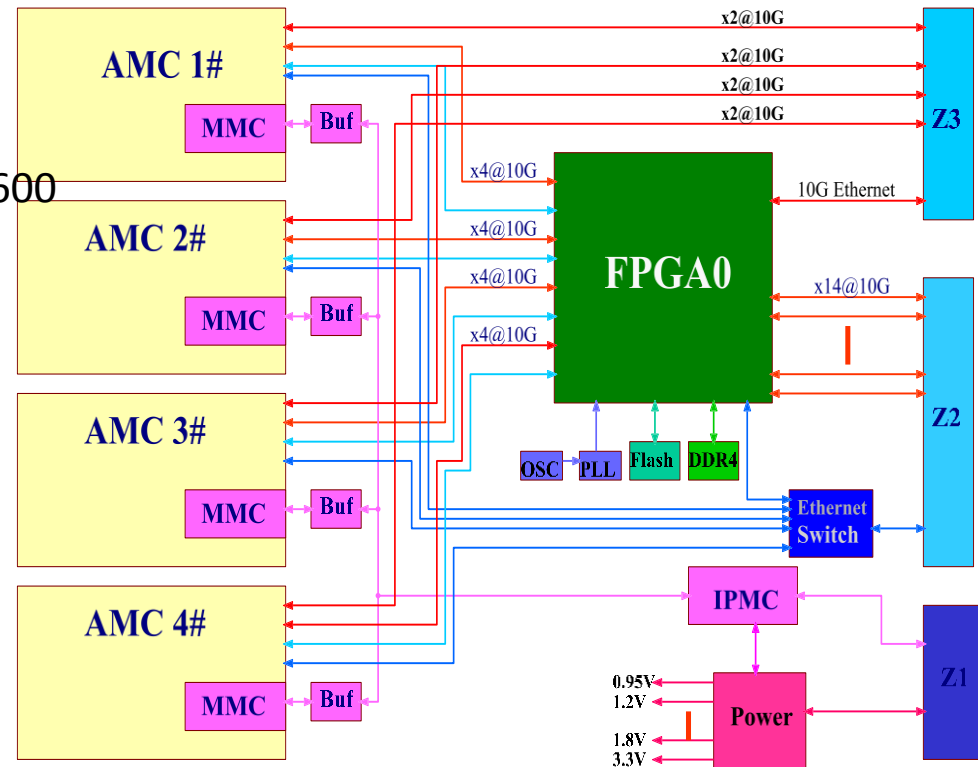 x2@10G
AMC 1#
x2@10G
x2@10G
x2@10G
MMC
Buf
Z3
x4@10G
600
10G Ethernet
AMC 2#
x4@10G
FPGA0
x4@10G
x14@10G
MMC
Buf
x4@10G
Z2
AMC 3#
OSC
PLL
Flash
DDR4
MMC
Buf
Ethernet
Switch
IPMC
AMC 4#
Z1
0.95V
1.2V
MMC
Buf
Power
1.8V
3.3V